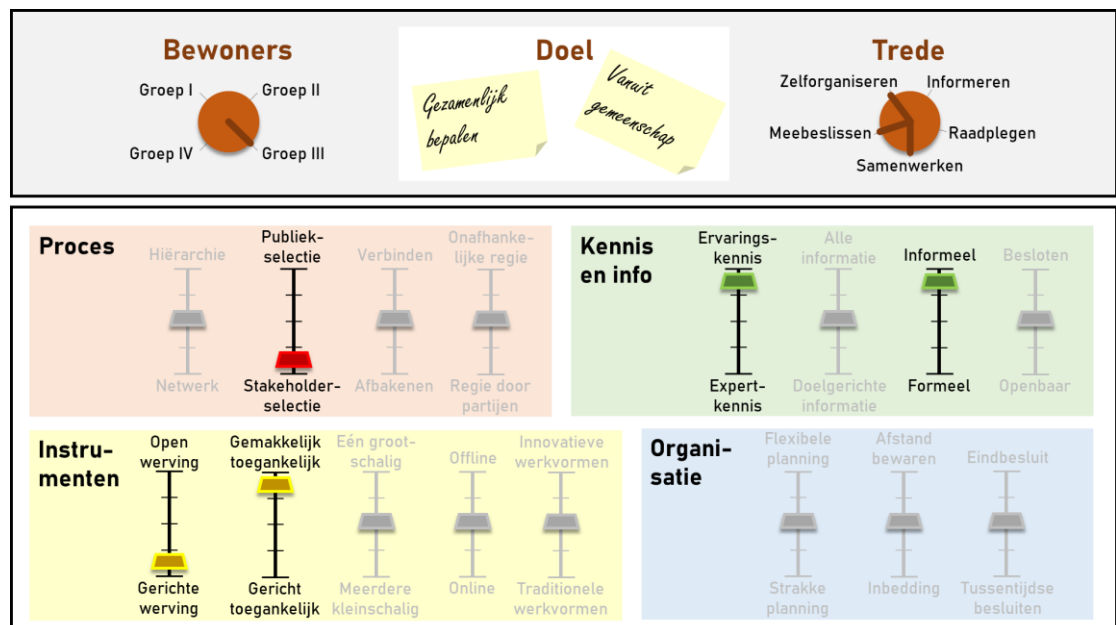 Bewoners
Groep I
Groep II
Groep IV
Groep III
Doel
Gezamenlijk
bepalen
Vanuit
gemeenschap
Trede
Zelforganiseren
Informeren
Meebeslissen
Raadplegen
Samenwerken
Proces
Hiërarchie
Netwerk
Publiek-
selectie
Stakeholder-
selectie
Verbinden
Afbakenen
Onafhanke-
lijke regie
Regie door
partijen
Kennis
en info
Ervarings-
kennis
Expert-
kennis
Alle
informatie
Doelgerichte
informatie
Informeel
Formeel
Besloten
Openbaar
Instru-
menten
Open
werving
Gerichte
werving
Gemakkelijk
toegankelijk
Gericht
toegankelijk
Eén groot-
schalig
Meerdere
kleinschalig
Offline
Online
Innovatieve
werkvormen
Traditionele
werkvormen
Organi-
satie
Flexibele
planning
Strakke
planning
Afstand
bewaren
Inbedding
Eindbesluit
Tussentijdse
besluiten